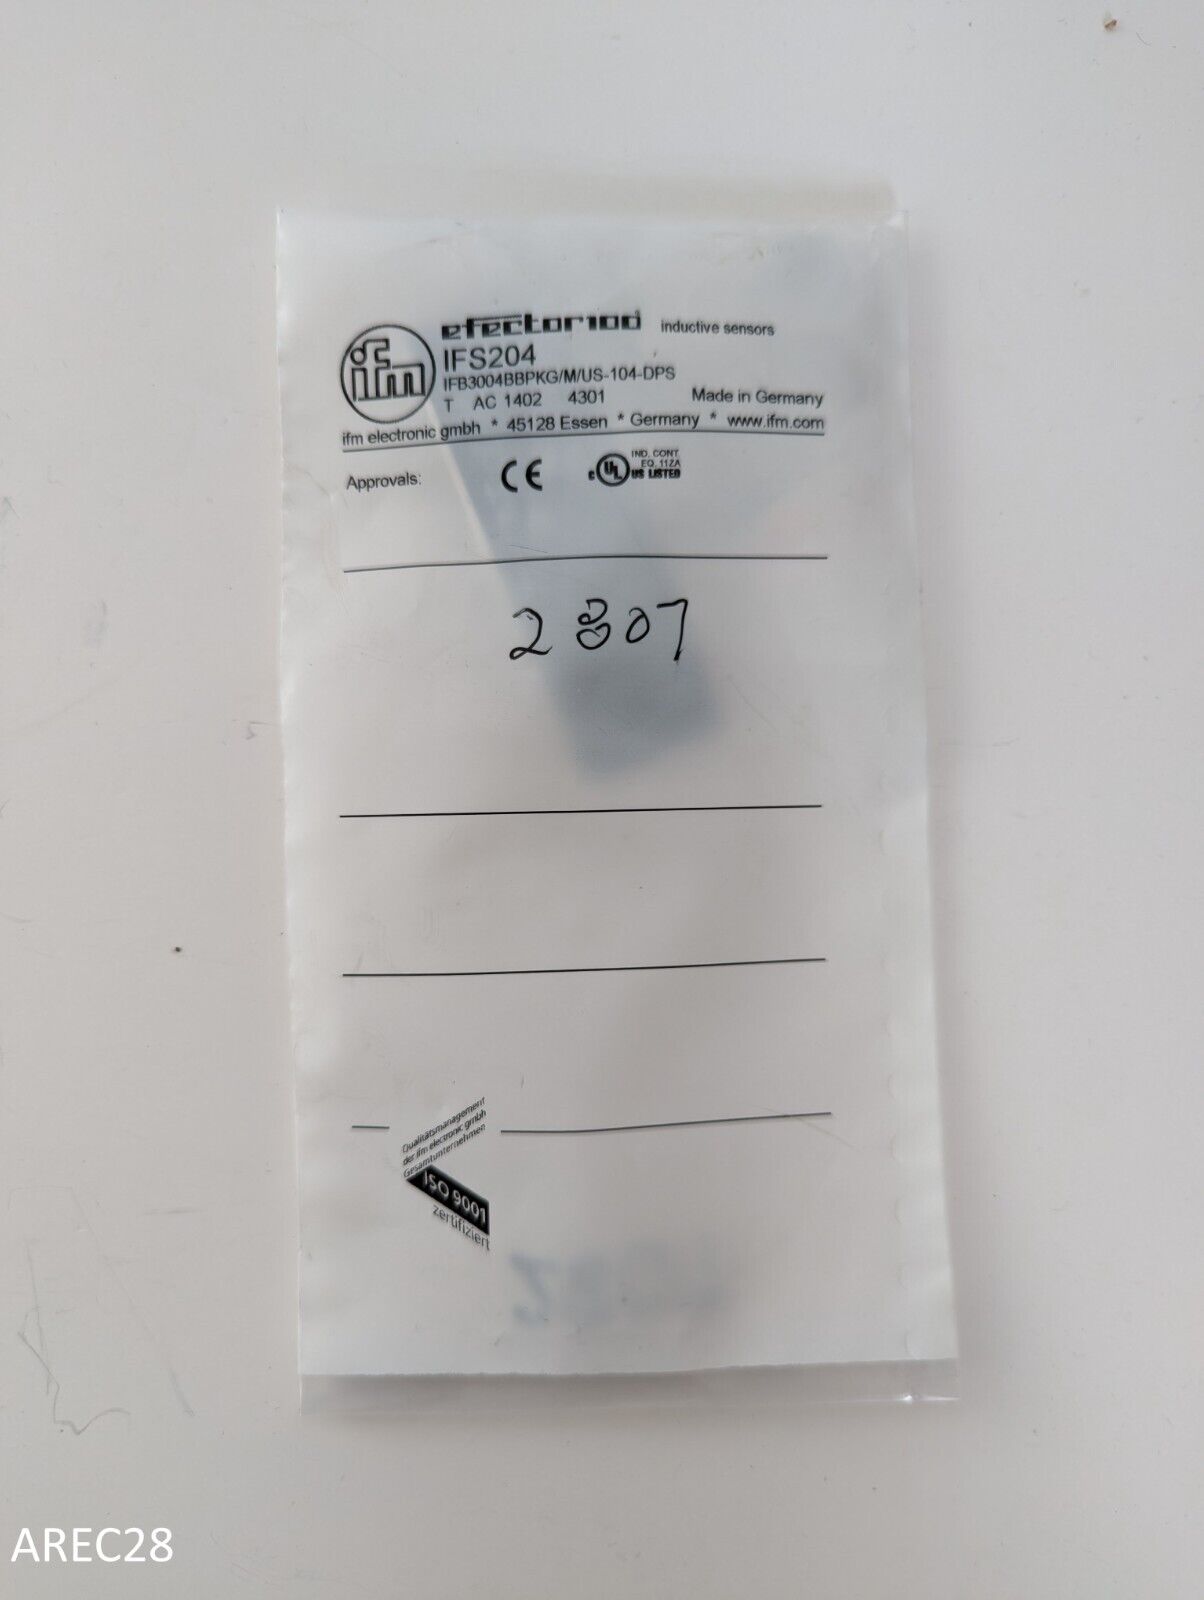 ifm
efector100 inductive sensors
IFS204
IFB3004BBPKG/M/US-104-DPS
T AC 1402 4301 Made in Germany
ifm electronic gmbh * 45128 Essen * Germany * www.ifm.com
Approvals: CE c UL US LISTED
IND. CONT.
EQ. 11ZA
2807
Qualitätsmanagement
der ifm electronic gmbh
Gesamtunternehmen
ISO 9001
zertifiziert
AREC28